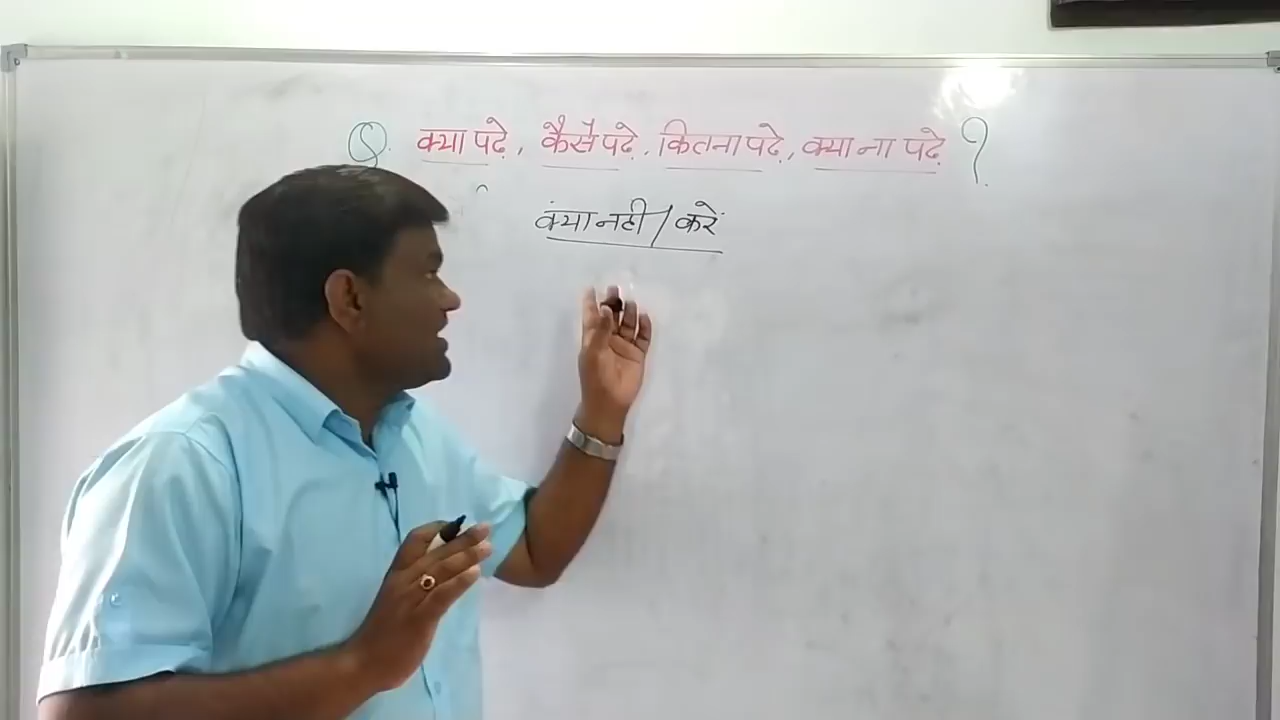 Q. क्या पढे़, कैसे पढे़, कितना पढे़, क्या ना पढे़ ?
क्या नही / करें